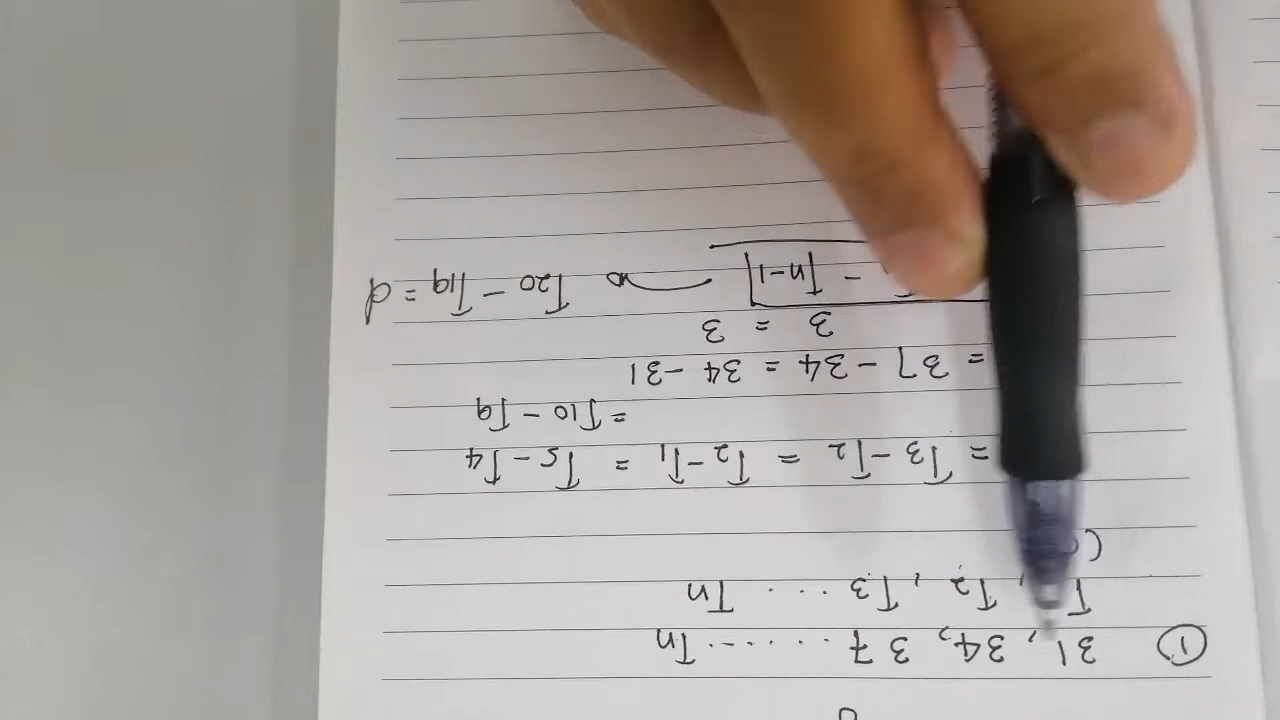 ① 31, 34, 37 ...... Tn
T , T2 , T3 ... Tn
(
= T3 - T2 = T2 - T1 = T5 - T4
= T10 - T9
= 37 - 34 = 34 - 31
3 = 3
- Tn-1 → T20 - T19 = d